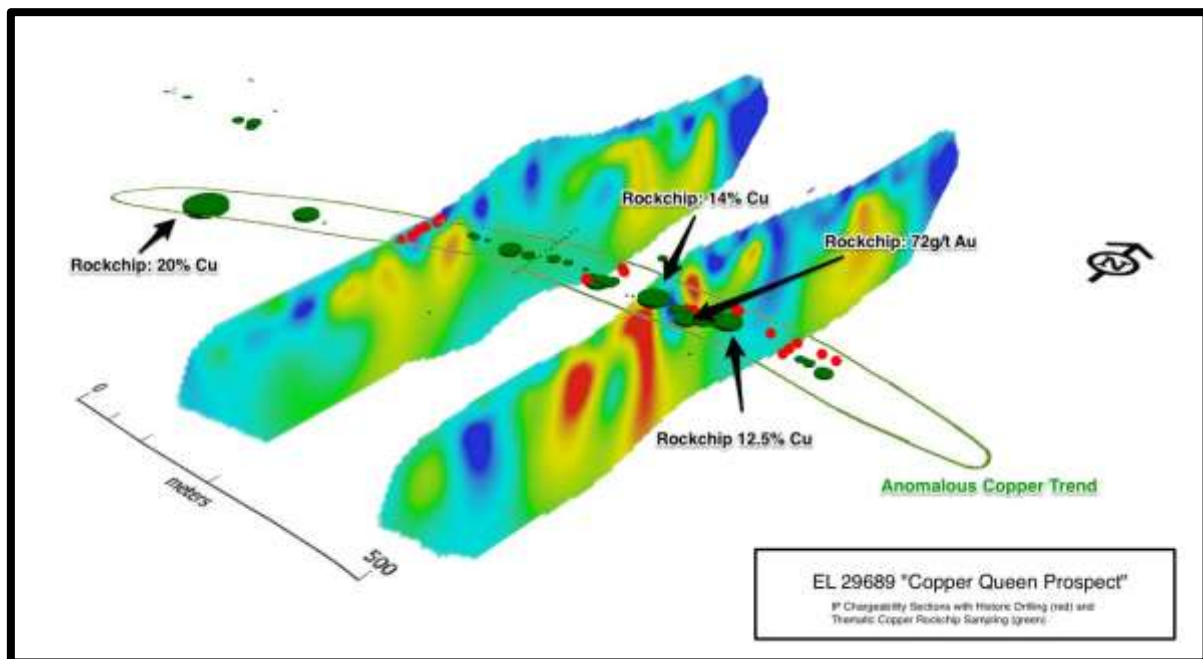 Rockchip: 14% Cu
Rockchip: 72g/t Au
Rockchip: 20% Cu
N
0
meters
500
Rockchip 12.5% Cu
Anomalous Copper Trend
EL 29689 "Copper Queen Prospect"
IP Chargeability Sections with Historic Drilling (red) and
Thematic Copper Rockchip Sampling (green)